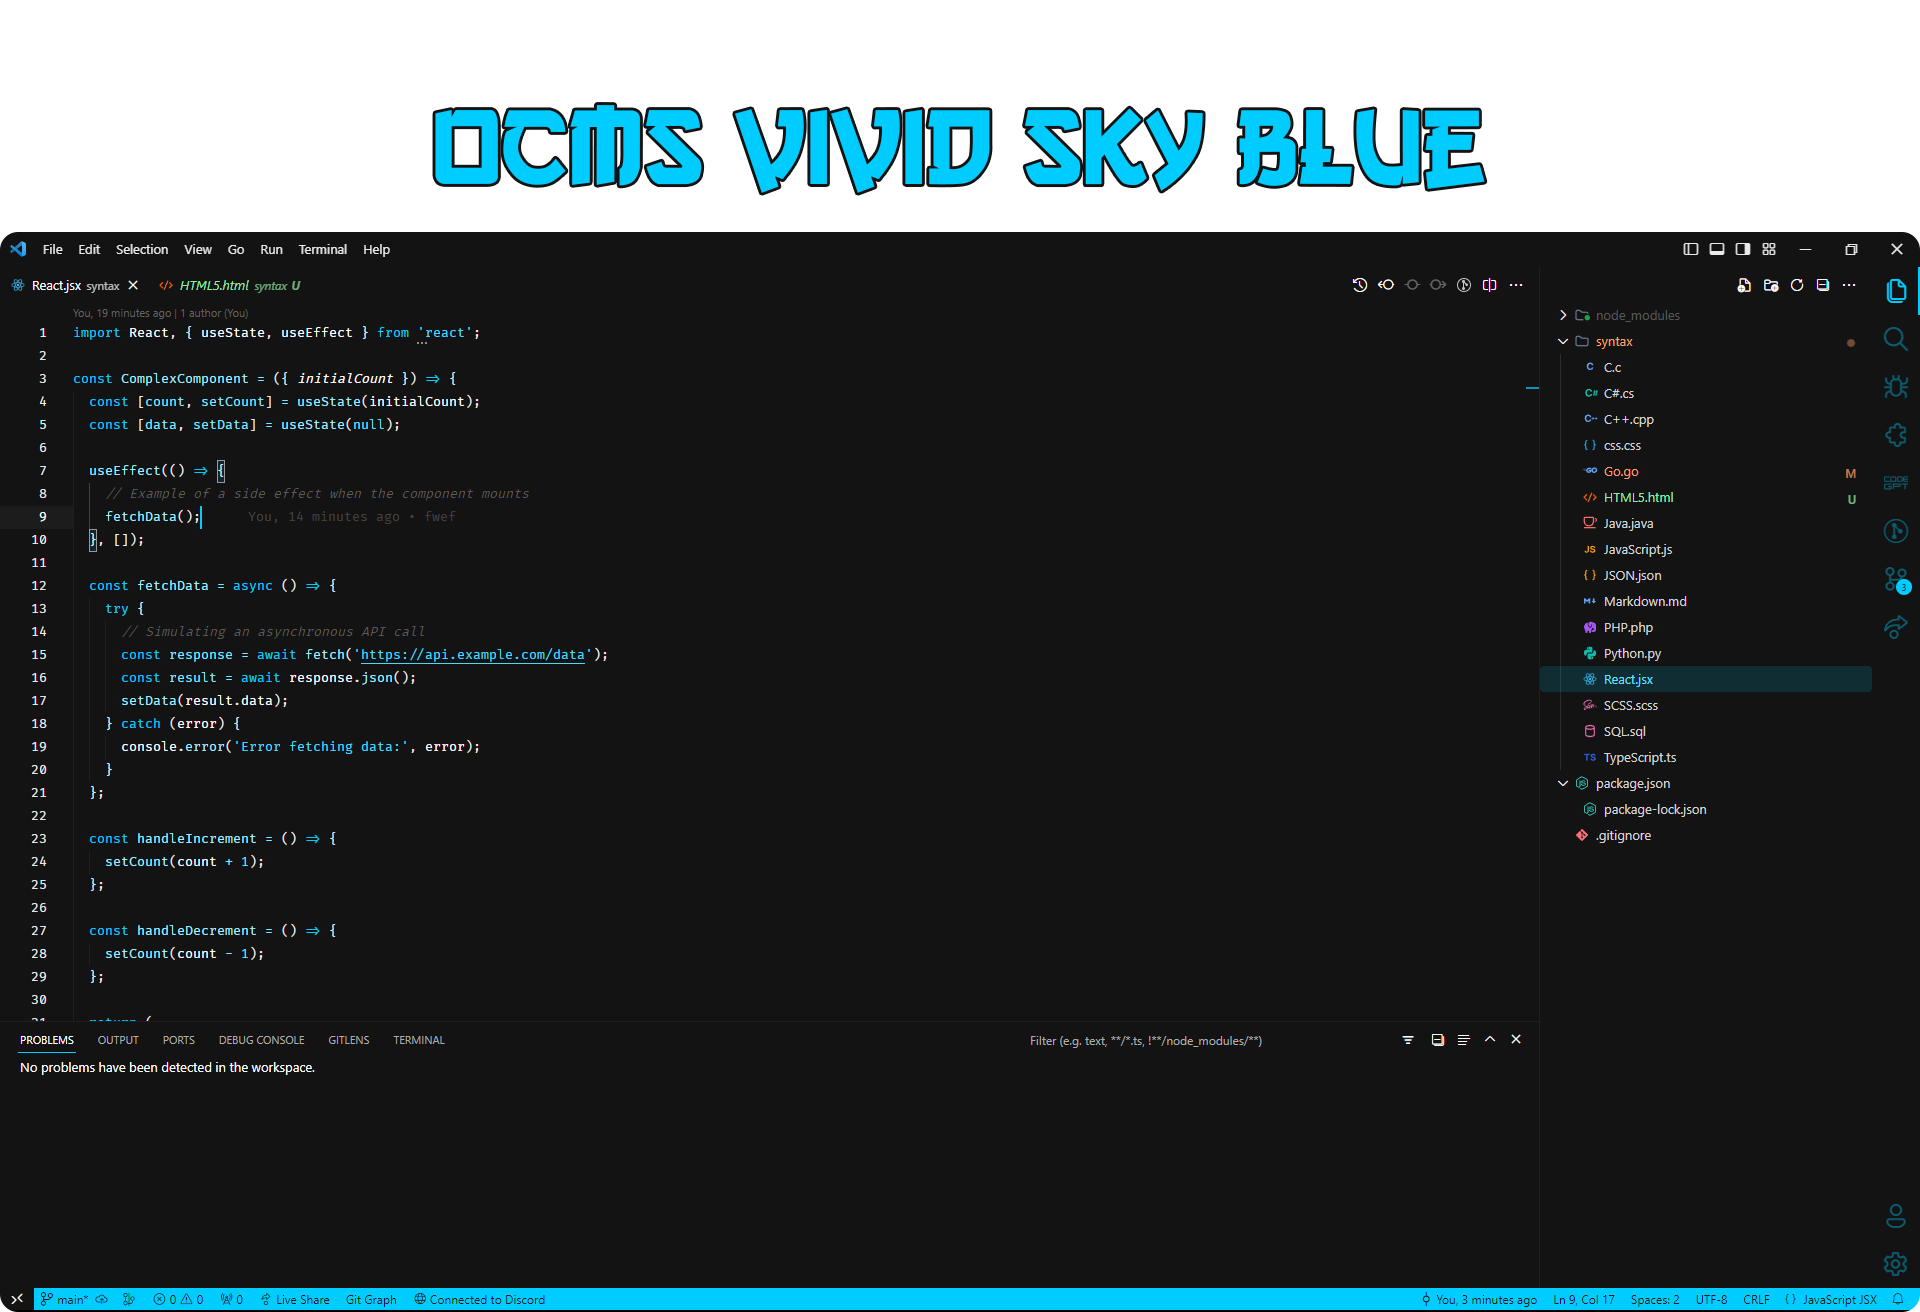 OCMS VIVID SKY BLUE
File Edit Selection View Go Run Terminal Help
React.jsx syntax
HTML5.html syntax U
You, 19 minutes ago | 1 author (You)
1 import React, { useState, useEffect } from 'react';
2
3 const ComplexComponent = ({ initialCount }) => {
4 const [count, setCount] = useState(initialCount);
5 const [data, setData] = useState(null);
6
7 useEffect(() => {
8 // Example of a side effect when the component mounts
9 fetchData(); You, 14 minutes ago • fwef
10 }, []);
11
12 const fetchData = async () => {
13 try {
14 // Simulating an asynchronous API call
15 const response = await fetch('https://api.example.com/data');
16 const result = await response.json();
17 setData(result.data);
18 } catch (error) {
19 console.error('Error fetching data:', error);
20 }
21 };
22
23 const handleIncrement = () => {
24 setCount(count + 1);
25 };
26
27 const handleDecrement = () => {
28 setCount(count - 1);
29 };
30
31 return (
node_modules
syntax
C C.c
C# C#.cs
C++ C++.cpp
{ } css.css
GO Go.go M
</> HTML5.html U
Java.java
JS JavaScript.js
{ } JSON.json
M Markdown.md
PHP.php
Python.py
React.jsx
SCSS.scss
SQL.sql
TS TypeScript.ts
package.json
package-lock.json
.gitignore
CODE GPT
3
PROBLEMS OUTPUT PORTS DEBUG CONSOLE GITLENS TERMINAL
Filter (e.g. text, **/*.ts, !**/node_modules/**)
No problems have been detected in the workspace.
main* 0 0 0 Live Share Git Graph Connected to Discord
You, 3 minutes ago Ln 9, Col 17 Spaces: 2 UTF-8 CRLF { } JavaScript JSX